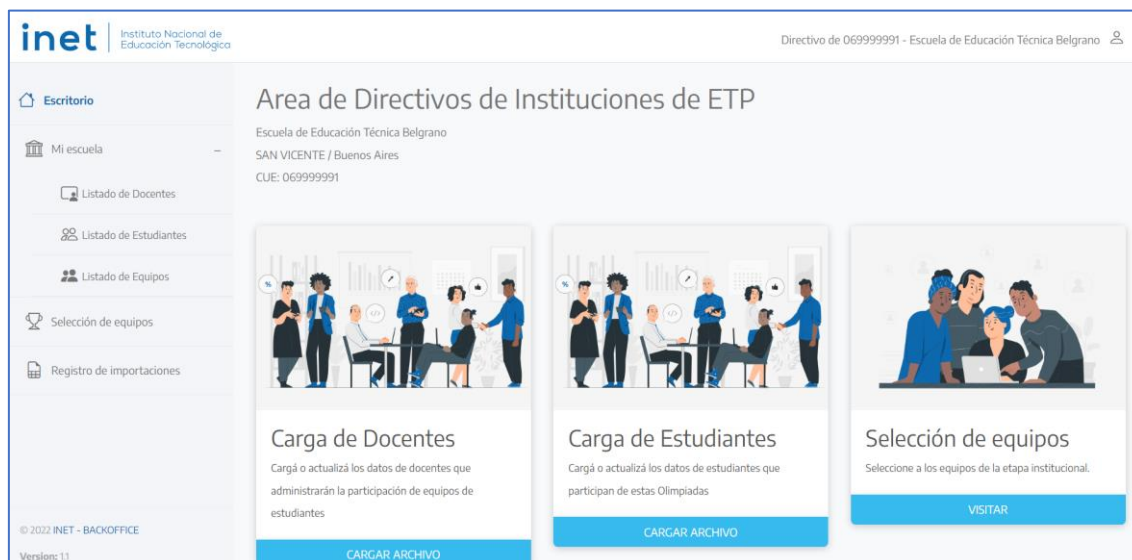 inet
Instituto Nacional de
Educación Tecnológica
Directivo de 069999991 - Escuela de Educación Técnica Belgrano
Escritorio
Mi escuela
Listado de Docentes
Listado de Estudiantes
Listado de Equipos
Selección de equipos
Registro de importaciones
© 2022 INET - BACKOFFICE
Version: 1.1
Area de Directivos de Instituciones de ETP
Escuela de Educación Técnica Belgrano
SAN VICENTE / Buenos Aires
CUE: 069999991
%
</>
Carga de Docentes
Cargá o actualizá los datos de docentes que
administrarán la participación de equipos de
estudiantes
CARGAR ARCHIVO
%
</>
Carga de Estudiantes
Cargá o actualizá los datos de estudiantes que
participan de estas Olimpiadas
CARGAR ARCHIVO
Selección de equipos
Seleccione a los equipos de la etapa institucional.
VISITAR